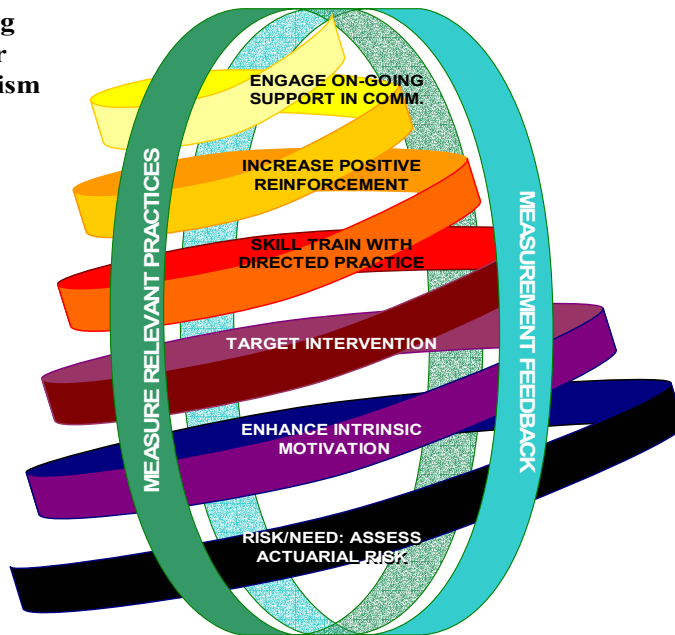 ism
ENGAGE ON-GOING
SUPPORT IN COMM.
INCREASE POSITIVE
REINFORCEMENT
SKILL TRAIN WITH
DIRECTED PRACTICE
TARGET INTERVENTION
ENHANCE INTRINSIC
MOTIVATION
RISK/NEED: ASSESS
ACTUARIAL RISK
MEASURE RELEVANT PRACTICES
MEASUREMENT FEEDBACK